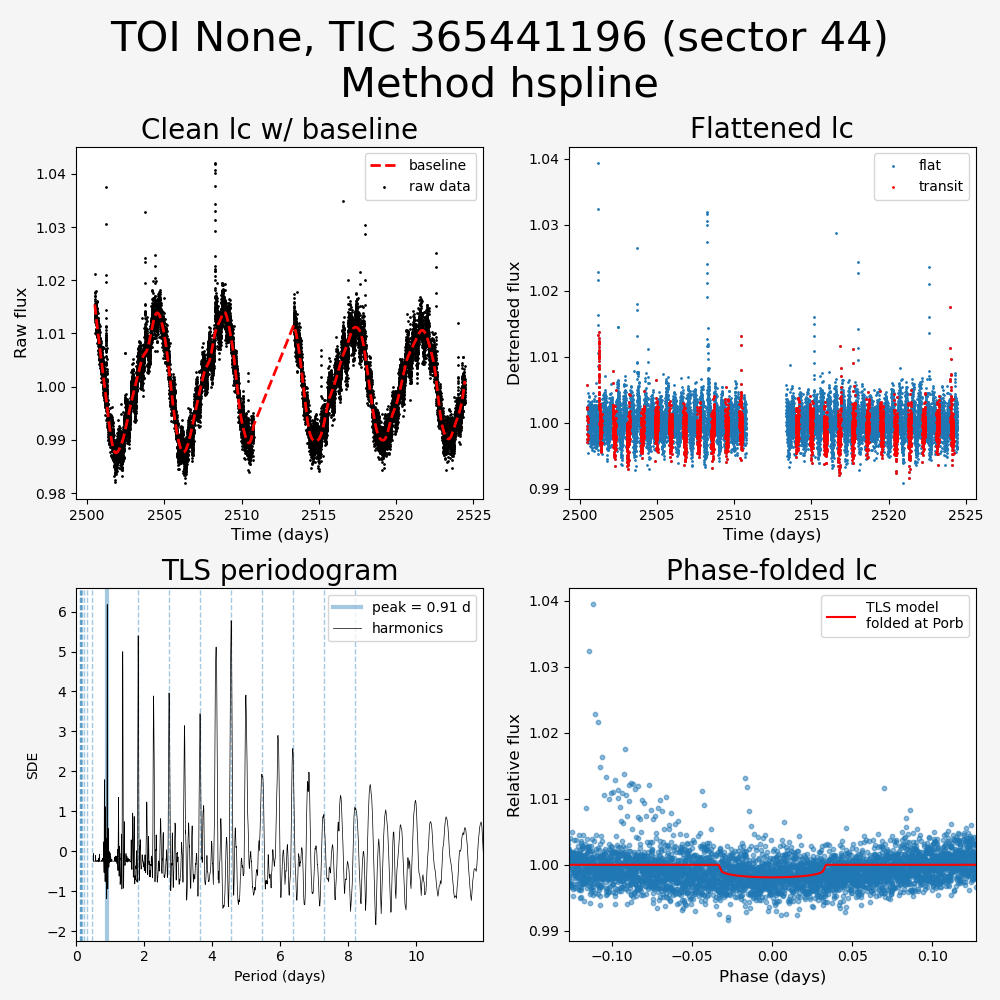 TOI None, TIC 365441196 (sector 44)
Method hspline
Clean lc w/ baseline
baseline
raw data
Raw flux
1.04
1.03
1.02
1.01
1.00
0.99
0.98
2500
2505
2510
2515
2520
2525
Time (days)
Flattened lc
flat
transit
Detrended flux
1.04
1.03
1.02
1.01
1.00
0.99
2500
2505
2510
2515
2520
2525
Time (days)
TLS periodogram
peak = 0.91 d
harmonics
SDE
6
5
4
3
2
1
0
−1
−2
0
2
4
6
8
10
Period (days)
Phase-folded lc
TLS model
folded at Porb
Relative flux
1.04
1.03
1.02
1.01
1.00
0.99
−0.10
−0.05
0.00
0.05
0.10
Phase (days)